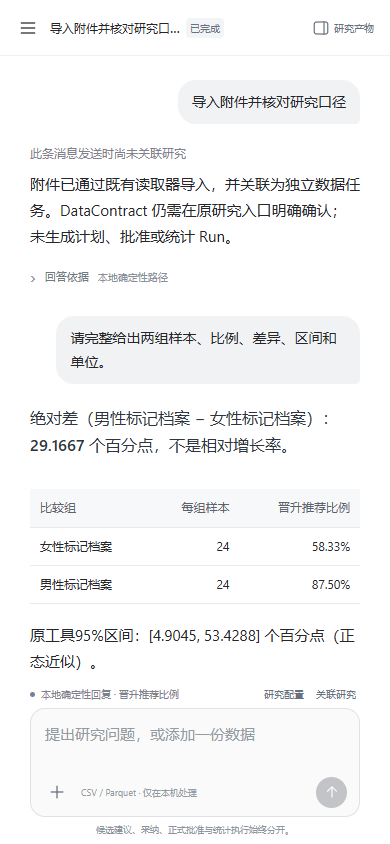 导入附件并核对研究口... 已完成 研究产物
导入附件并核对研究口径
此条消息发送时尚未关联研究
附件已通过既有读取器导入，并关联为独立数据任
务。DataContract 仍需在原研究入口明确确认；
未生成计划、批准或统计 Run。
回答依据 本地确定性路径
请完整给出两组样本、比例、差异、区间和
单位。
绝对差（男性标记档案 − 女性标记档案）：
29.1667 个百分点，不是相对增长率。
比较组 每组样本 晋升推荐比例
女性标记档案 24 58.33%
男性标记档案 24 87.50%
原工具95%区间：[4.9045, 53.4288] 个百分点（正
态近似）。
本地确定性回复 · 晋升推荐比例 研究配置 关联研究
提出研究问题，或添加一份数据
CSV / Parquet · 仅在本机处理
候选建议、采纳、正式批准与统计执行始终分开。